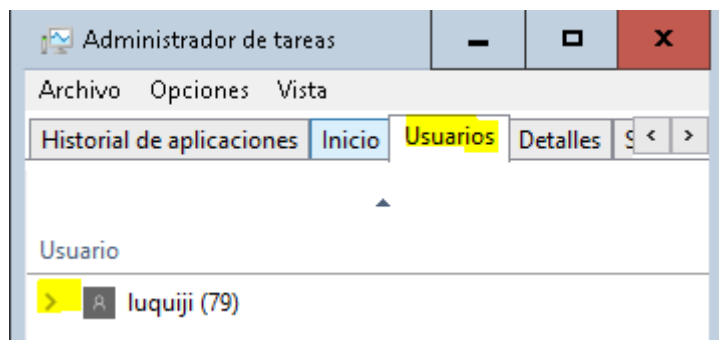 Administrador de tareas
Archivo Opciones Vista
Historial de aplicaciones Inicio Usuarios Detalles
Usuario
luquiji (79)